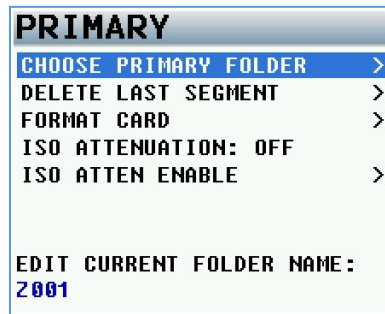 PRIMARY
CHOOSE PRIMARY FOLDER >
DELETE LAST SEGMENT >
FORMAT CARD >
ISO ATTENUATION: OFF
ISO ATTEN ENABLE >
EDIT CURRENT FOLDER NAME:
Z001